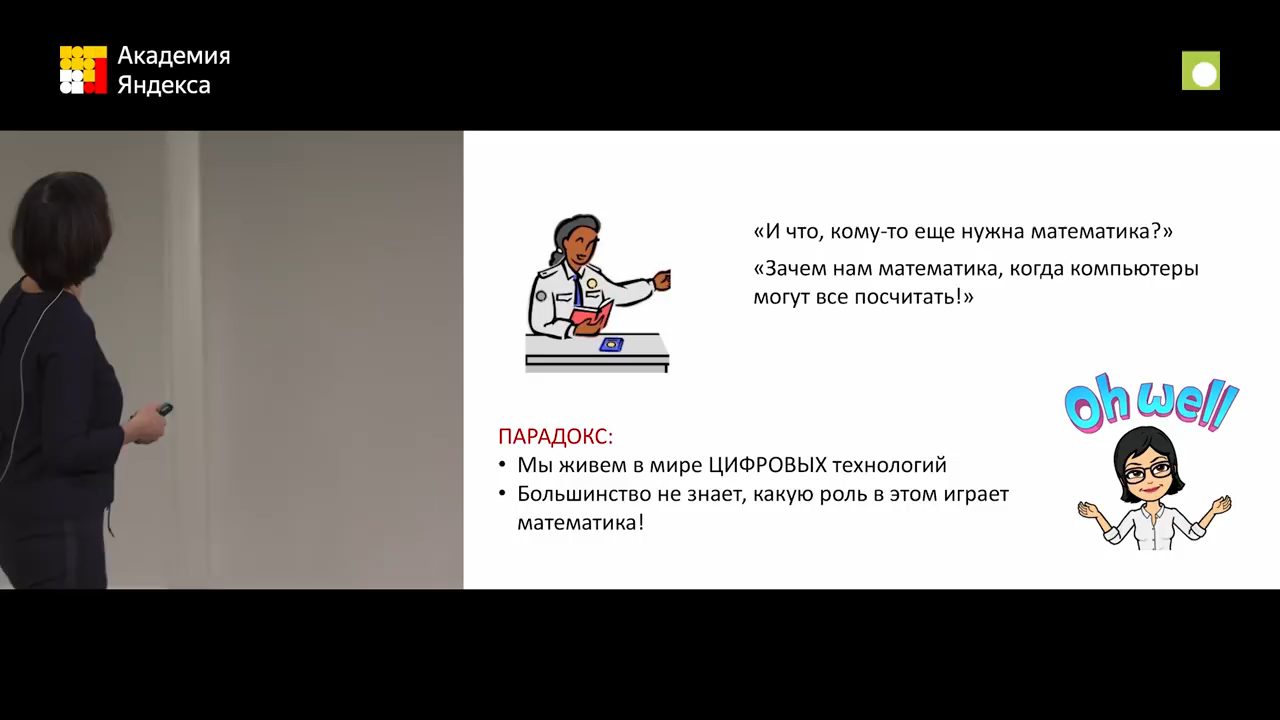 Академия
Яндекса
«И что, кому-то еще нужна математика?»
«Зачем нам математика, когда компьютеры
могут все посчитать!»
Oh well
ПАРАДОКС:
• Мы живем в мире ЦИФРОВЫХ технологий
• Большинство не знает, какую роль в этом играет
математика!